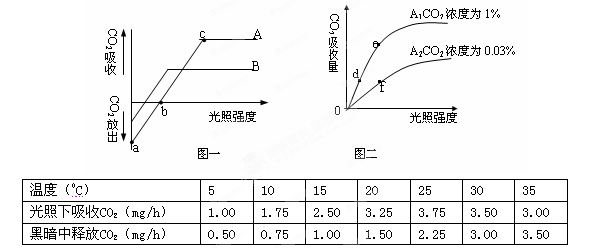 CO₂吸收
CO₂放出
a
b
c
A
B
光照强度
图一
CO₂吸收量
0
d
e
f
A₁CO₂浓度为 1%
A₂CO₂浓度为 0.03%
光照强度
图二
温度（℃） 5 10 15 20 25 30 35
光照下吸收CO₂（mg/h） 1.00 1.75 2.50 3.25 3.75 3.50 3.00
黑暗中释放CO₂（mg/h） 0.50 0.75 1.00 1.50 2.25 3.00 3.50